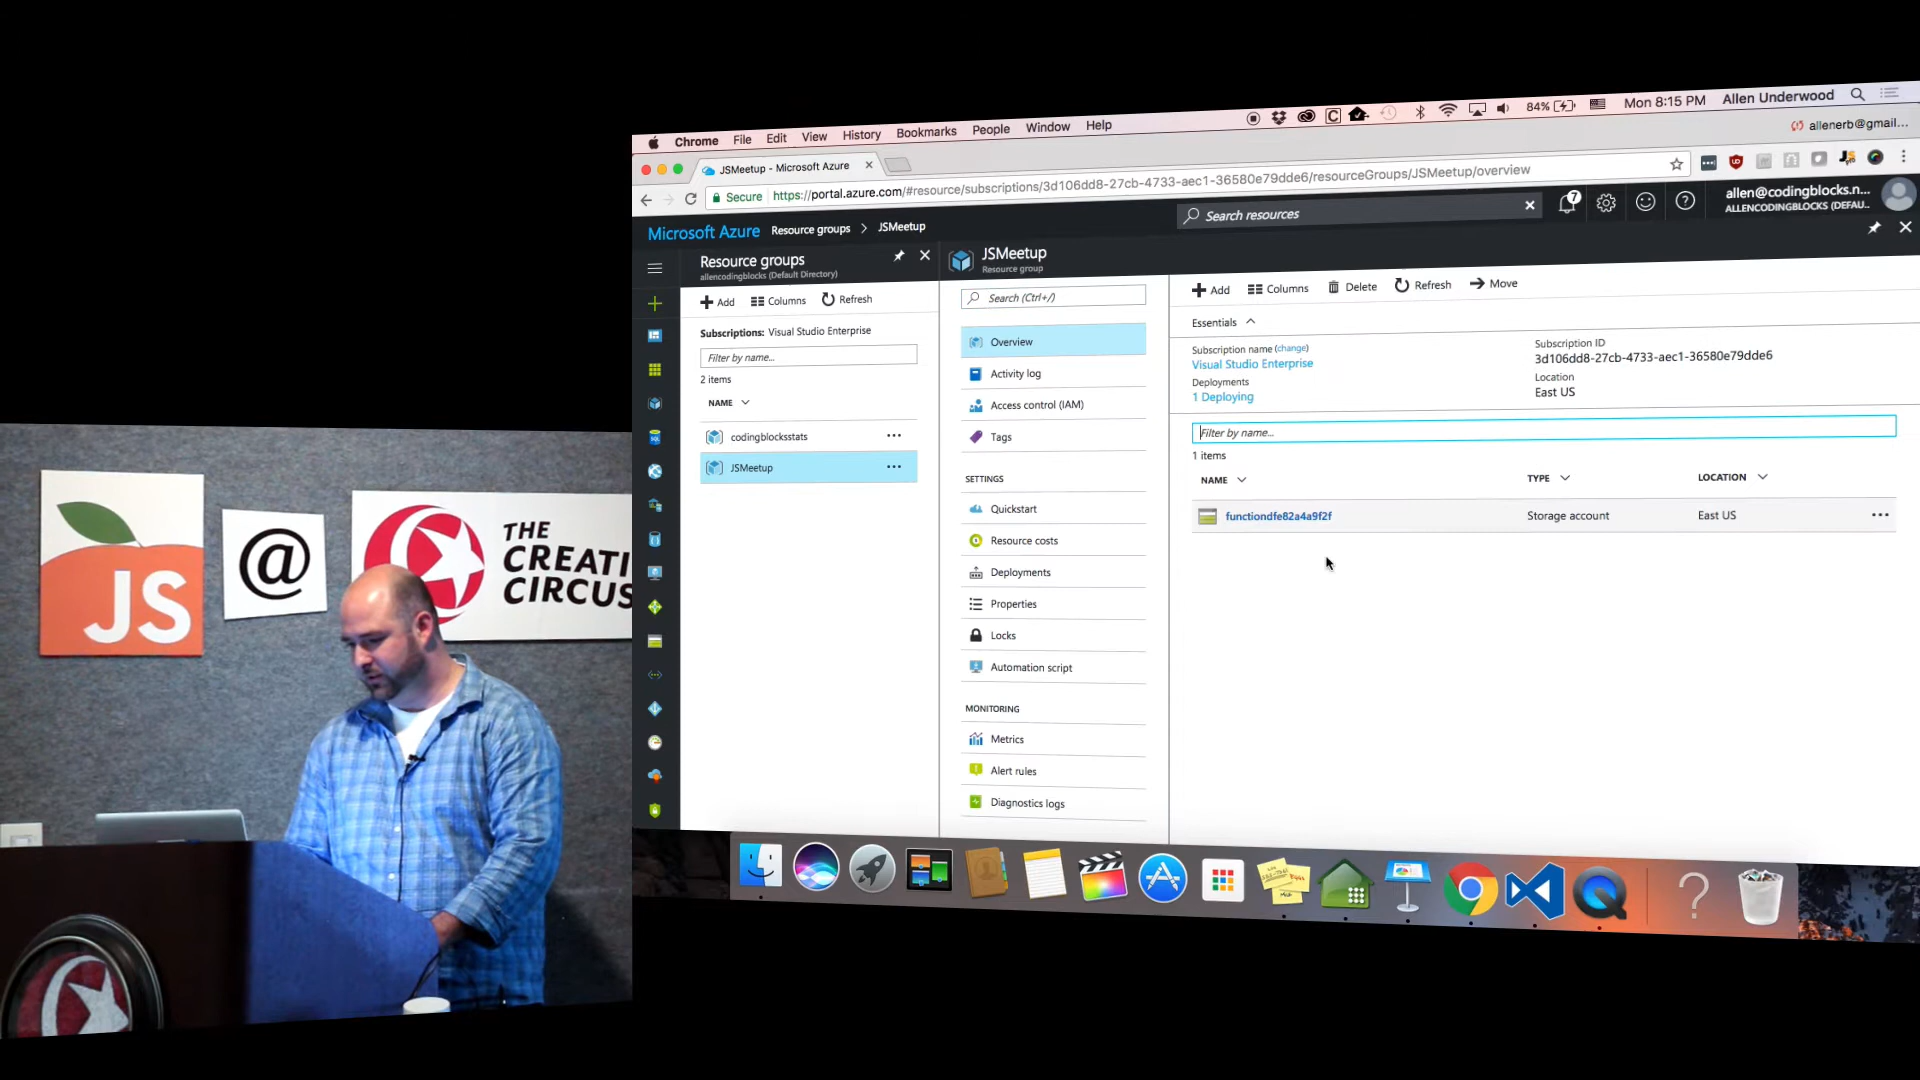 JS
@
THE
CREATI
CIRCUS
Chrome File Edit View History Bookmarks People Window Help
84% Mon 8:15 PM Allen Underwood
JSMeetup - Microsoft Azure
allenerb@gmail...
Secure https://portal.azure.com/#resource/subscriptions/3d106dd8-27cb-4733-aec1-36580e79dde6/resourceGroups/JSMeetup/overview
Microsoft Azure Resource groups > JSMeetup
Search resources
7
allen@codingblocks.n...
ALLENCODINGBLOCKS (DEFAU...
Resource groups
allencodingblocks (Default Directory)
Add Columns Refresh
Subscriptions: Visual Studio Enterprise
Filter by name...
2 items
NAME
codingblocksstats
JSMeetup
JSMeetup
Resource group
Search (Ctrl+/)
Overview
Activity log
Access control (IAM)
Tags
SETTINGS
Quickstart
Resource costs
Deployments
Properties
Locks
Automation script
MONITORING
Metrics
Alert rules
Diagnostics logs
Add Columns Delete Refresh Move
Essentials
Subscription name (change)
Visual Studio Enterprise
Deployments
1 Deploying
Subscription ID
3d106dd8-27cb-4733-aec1-36580e79dde6
Location
East US
Filter by name...
1 items
NAME TYPE LOCATION
functiondfe82a4a9f2f Storage account East US